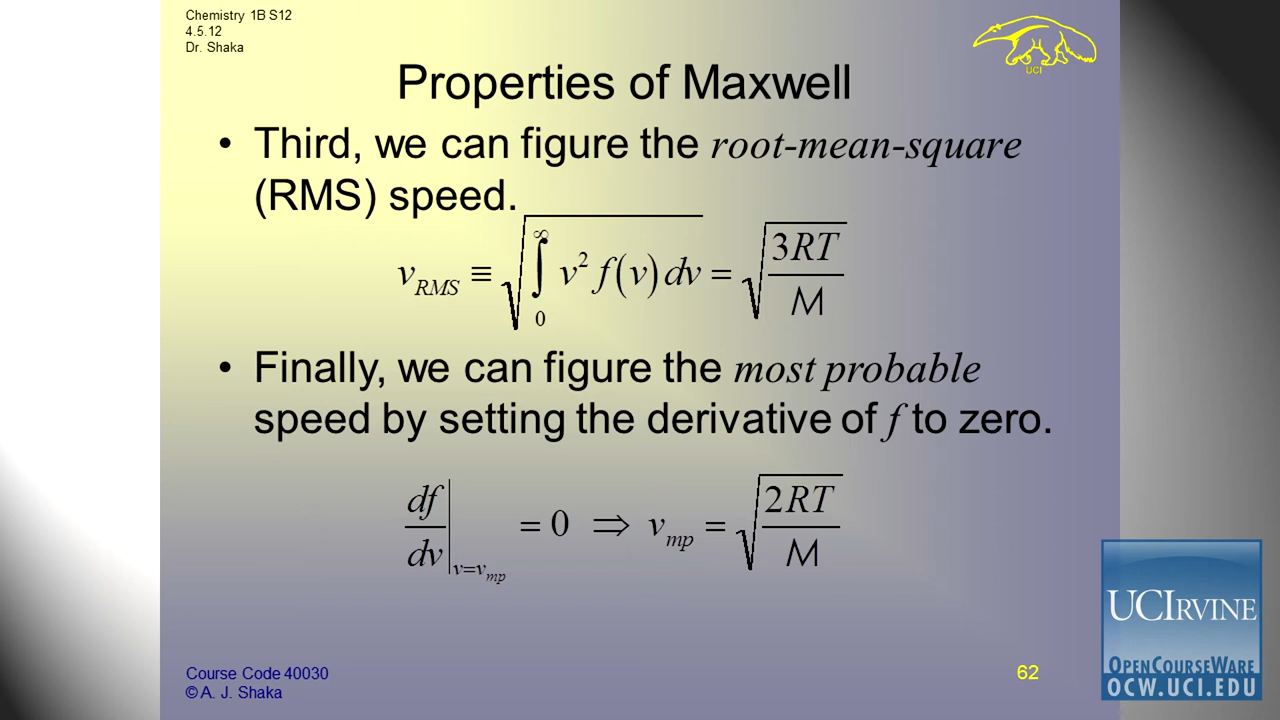 Chemistry 1B S12
4.5.12
Dr. Shaka
UCI
Properties of Maxwell
• Third, we can figure the root-mean-square
(RMS) speed.
v_RMS ≡ √(∫₀^∞ v² f(v) dv) = √(3RT/M)
• Finally, we can figure the most probable
speed by setting the derivative of f to zero.
df/dv|_(v=v_mp) = 0 ⇒ v_mp = √(2RT/M)
UCIRVINE
OPENCOURSEWARE
OCW.UCI.EDU
Course Code 40030
© A. J. Shaka
62